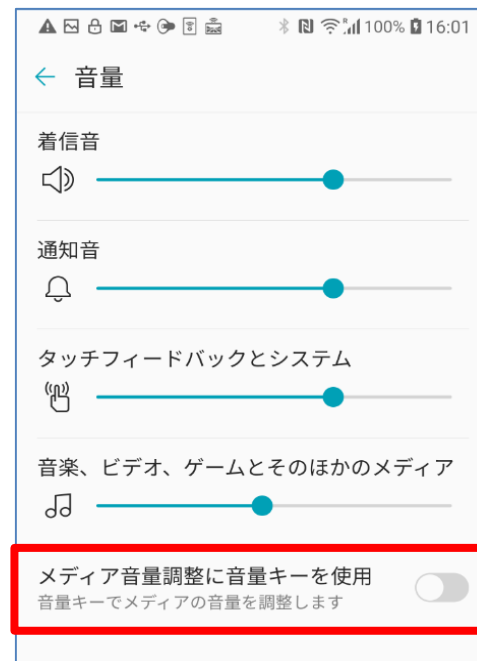 100% 16:01
← 音量
着信音
通知音
タッチフィードバックとシステム
音楽、ビデオ、ゲームとそのほかのメディア
メディア音量調整に音量キーを使用
音量キーでメディアの音量を調整します